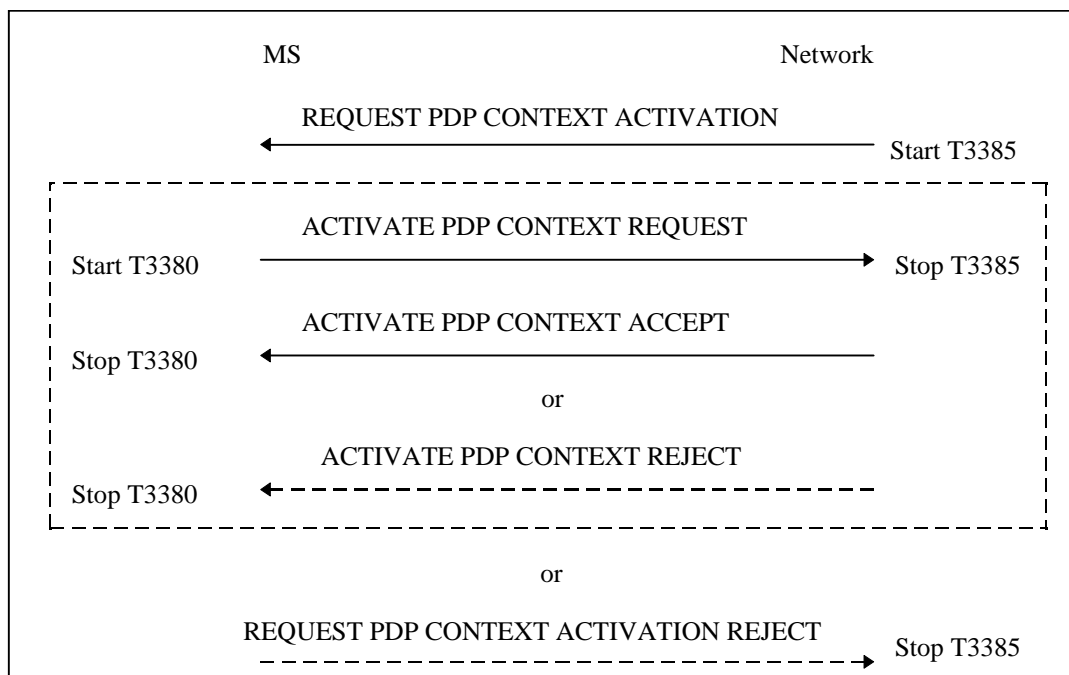 MS Network
REQUEST PDP CONTEXT ACTIVATION
Start T3385
ACTIVATE PDP CONTEXT REQUEST
Start T3380 Stop T3385
ACTIVATE PDP CONTEXT ACCEPT
Stop T3380
or
ACTIVATE PDP CONTEXT REJECT
Stop T3380
or
REQUEST PDP CONTEXT ACTIVATION REJECT
Stop T3385